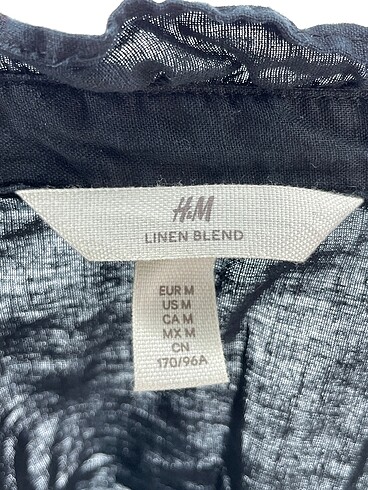 H&M
LINEN BLEND
EUR M
US M
CA M
MX M
CN
170/96A